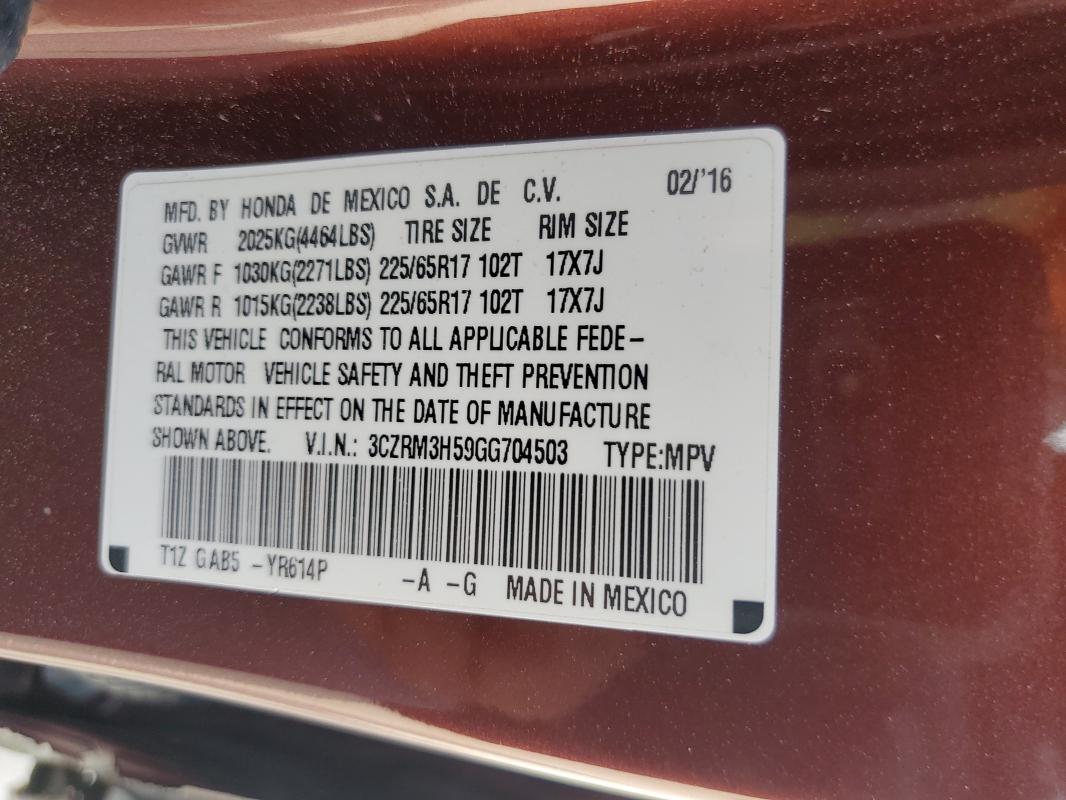 MFD. BY HONDA DE MEXICO S.A. DE C.V. 02/'16
GVWR 2025KG(4464LBS) TIRE SIZE RIM SIZE
GAWR F 1030KG(2271LBS) 225/65R17 102T 17X7J
GAWR R 1015KG(2238LBS) 225/65R17 102T 17X7J
THIS VEHICLE CONFORMS TO ALL APPLICABLE FEDE-
RAL MOTOR VEHICLE SAFETY AND THEFT PREVENTION
STANDARDS IN EFFECT ON THE DATE OF MANUFACTURE
SHOWN ABOVE. V.I.N.: 3CZRM3H59GG704503 TYPE:MPV
T1Z GAB5 -YR614P -A -G MADE IN MEXICO